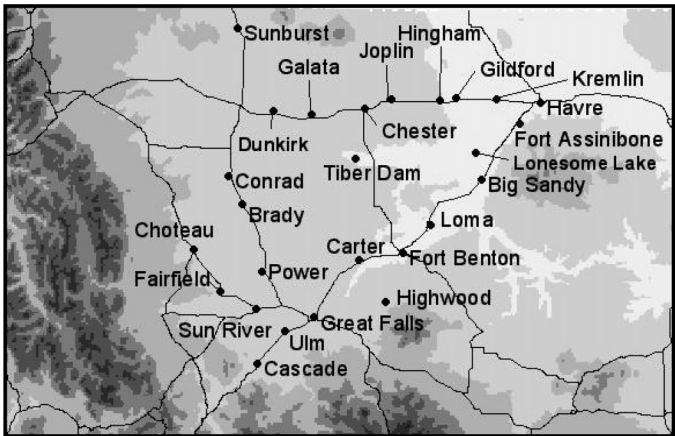 Sunburst
Hingham
Joplin
Galata
Gildford
Kremlin
Havre
Chester
Dunkirk
Fort Assinibone
Tiber Dam
Lonesome Lake
Conrad
Big Sandy
Brady
Loma
Choteau
Carter
Fort Benton
Fairfield
Power
Highwood
Sun River
Great Falls
Ulm
Cascade